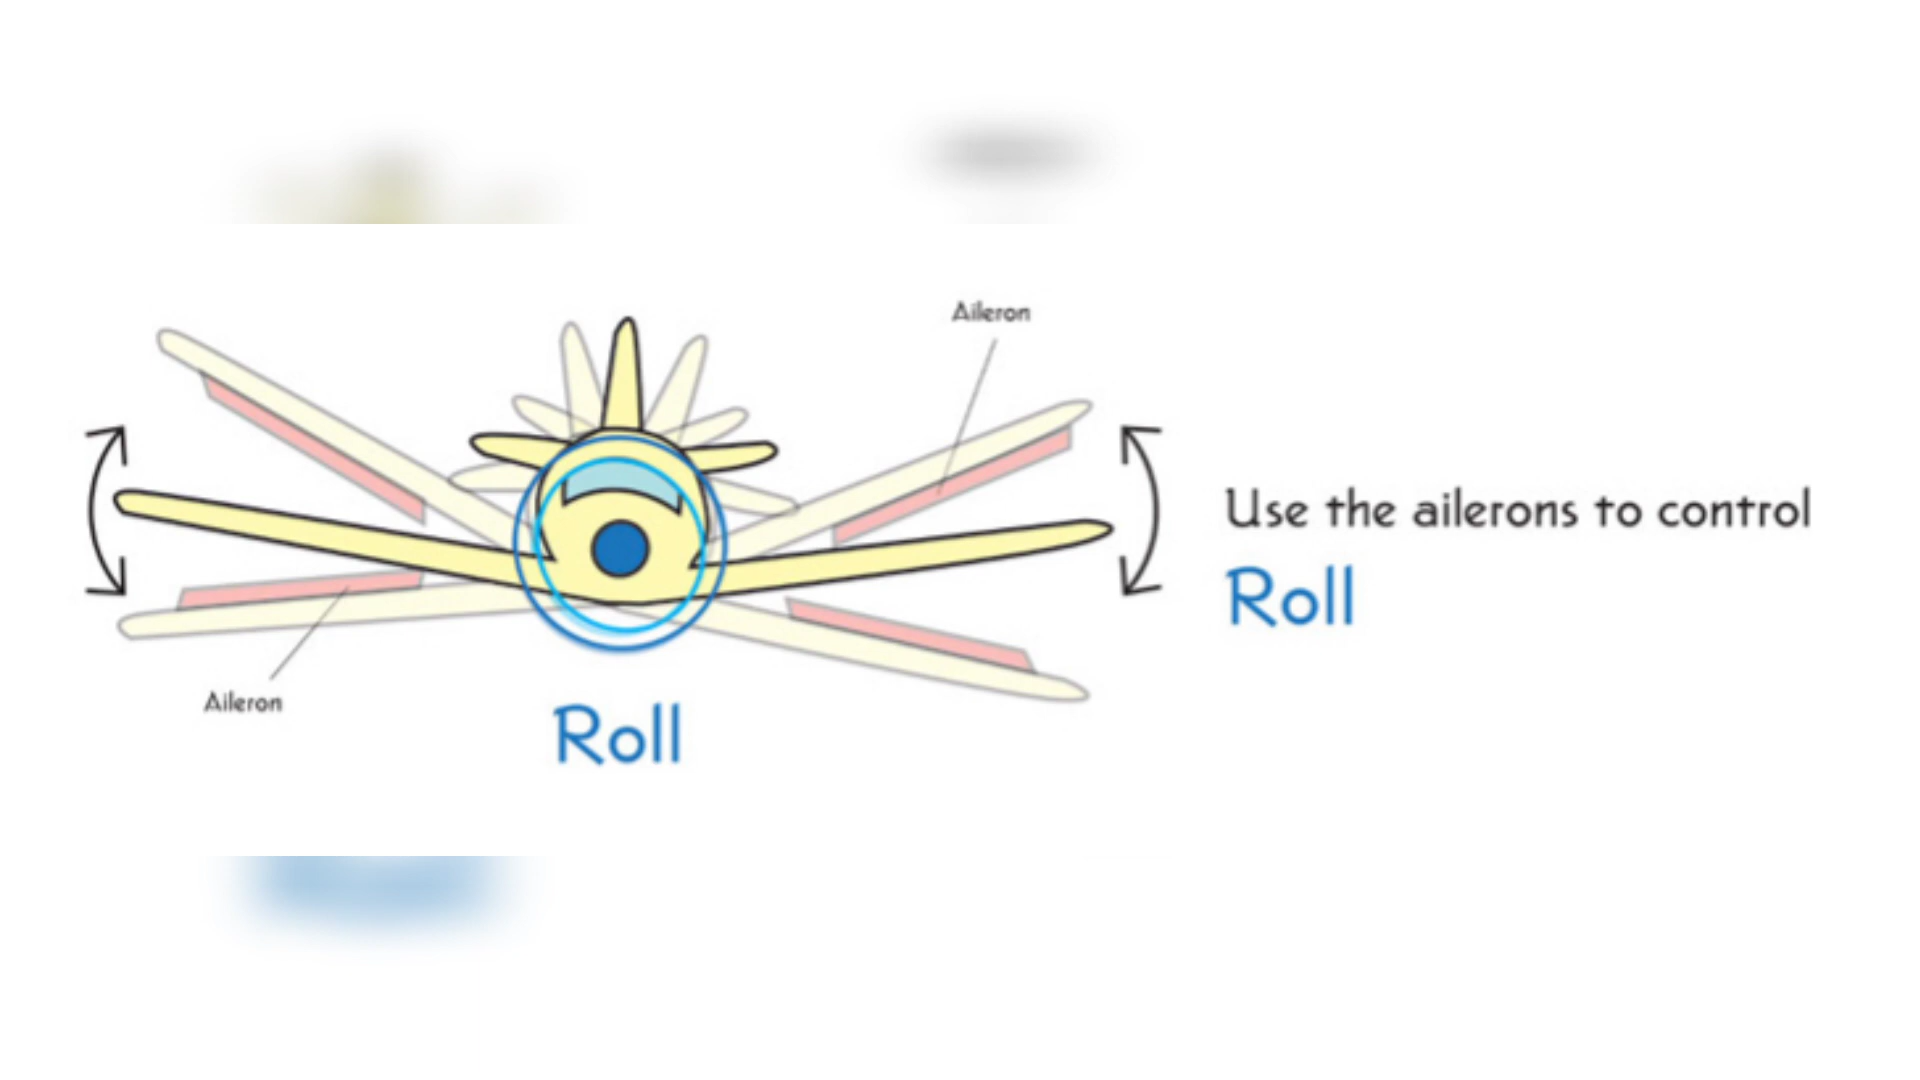 Aileron
Use the ailerons to control
Roll
Aileron
Roll